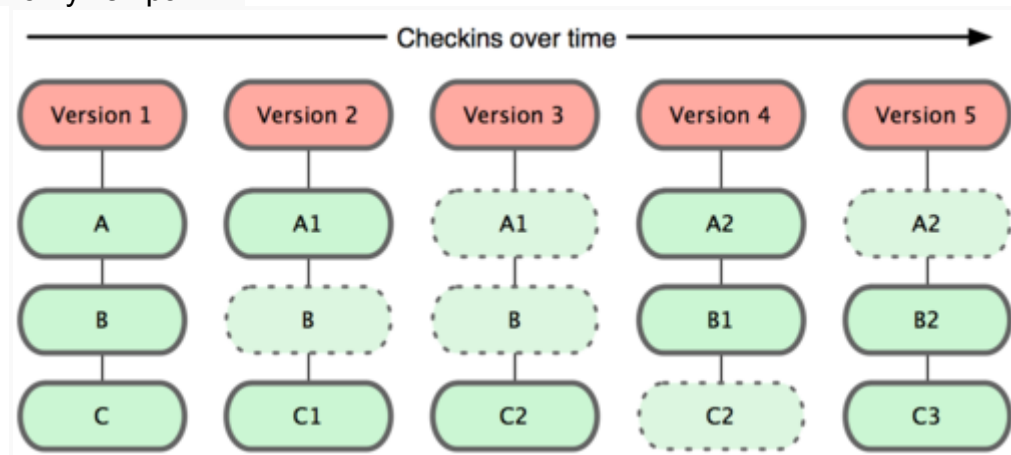 Checkins over time
Version 1 Version 2 Version 3 Version 4 Version 5
A A1 A1 A2 A2
B B B B1 B2
C C1 C2 C2 C3